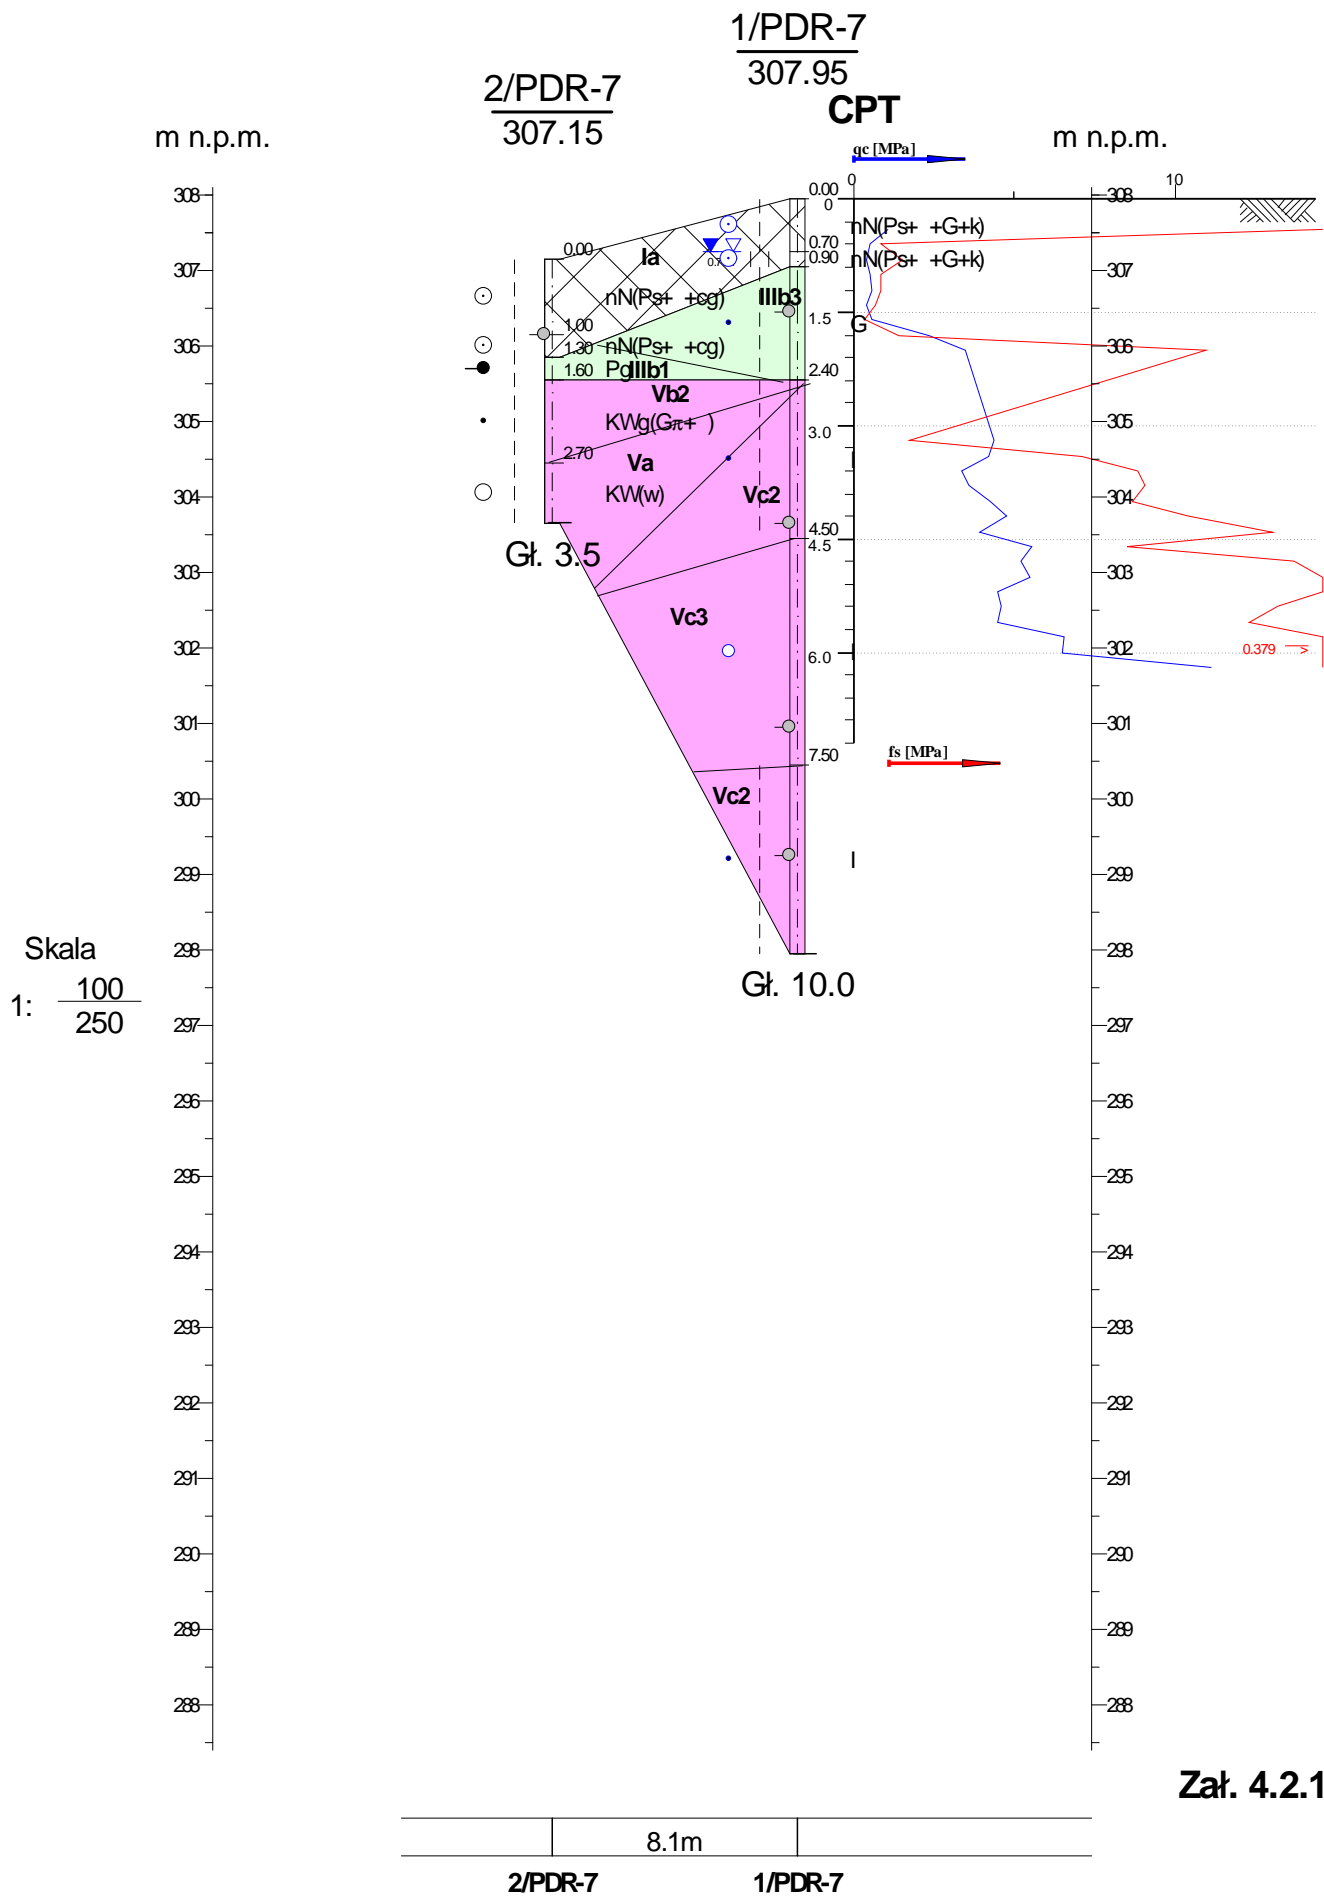 1/PDR-7
307.95
2/PDR-7
307.15
CPT
m n.p.m.
m n.p.m.
qc [MPa]
0
10
308
307
306
305
304
303
302
301
300
299
298
297
296
295
294
293
292
291
290
289
288
0.00
1.00
1.30
1.60
2.70
Ia
nN(Ps+ +cg)
nN(Ps+ +cg)
Pg
IIIb1
IIIb3
Vb2
KWg(Gπ+ )
Va
KW(w)
Vc2
Gł. 3.5
Vc3
Vc2
Gł. 10.0
0.00
0.70
0.90
2.40
4.50
7.50
0
1.5
3.0
4.5
6.0
nN(Ps+ +G+k)
nN(Ps+ +G+k)
G
I
0.379
fs [MPa]
308
307
306
305
304
303
302
301
300
299
298
297
296
295
294
293
292
291
290
289
288
Skala
1: 100
250
Zał. 4.2.1
8.1m
2/PDR-7
1/PDR-7